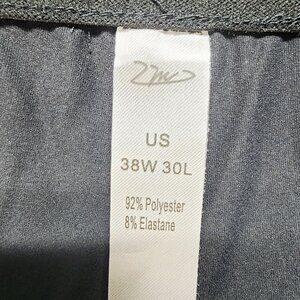 US
38W 30L
92% Polyester
8% Elastane